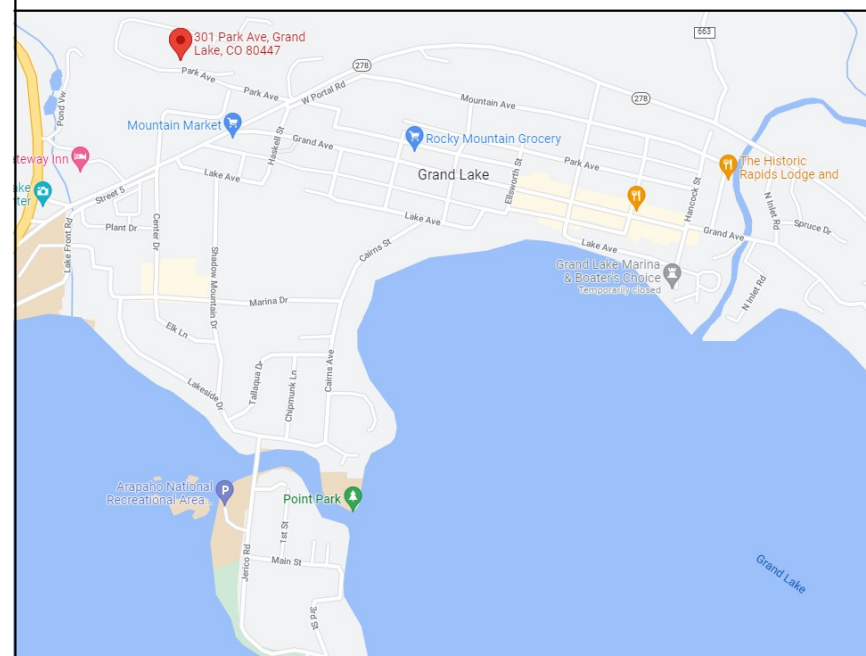 563
301 Park Ave, Grand
Lake, CO 80447
278
Park Ave
Park Ave
W Portal Rd
Mountain Ave
278
Pond Vw
Mountain Market
Haskell St
Grand Ave
Rocky Mountain Grocery
Park Ave
The Historic
Rapids Lodge and
teway Inn
Lake Ave
Grand Lake
Ellsworth St
Hancock St
ake
ter
Street 5
N Inlet Rd
Spruce Dr
Lake Ave
Grand Ave
Plant Dr
Center Dr
Lake Front Rd
Shadow Mountain Dr
Cairns St
Lake Ave
Grand Lake Marina
& Boater's Choice
Temporarily closed
N Inlet Rd
Marina Dr
Elk Ln
Lakeside Dr
Tallaqua Dr
Chipmunk Ln
Cairns Ave
Arapaho National
Recreational Area..
Point Park
1st St
Main St
Jerico Rd
3rd St
Grand Lake